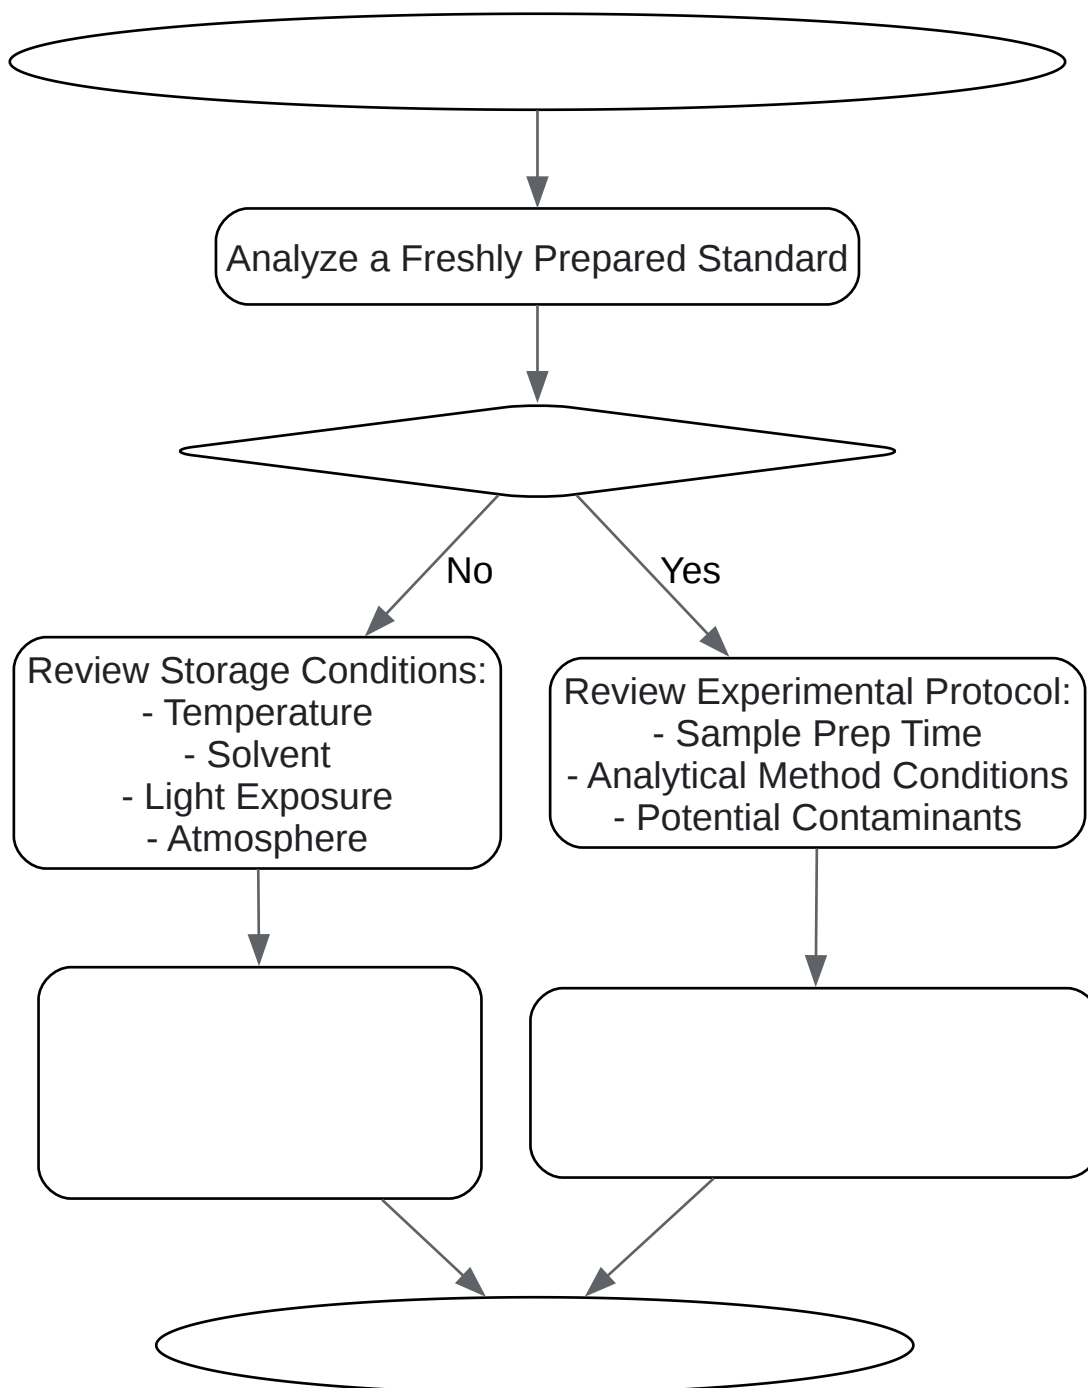 Analyze a Freshly Prepared Standard
No
Yes
Review Storage Conditions:
- Temperature
- Solvent
- Light Exposure
- Atmosphere
Review Experimental Protocol:
- Sample Prep Time
- Analytical Method Conditions
- Potential Contaminants